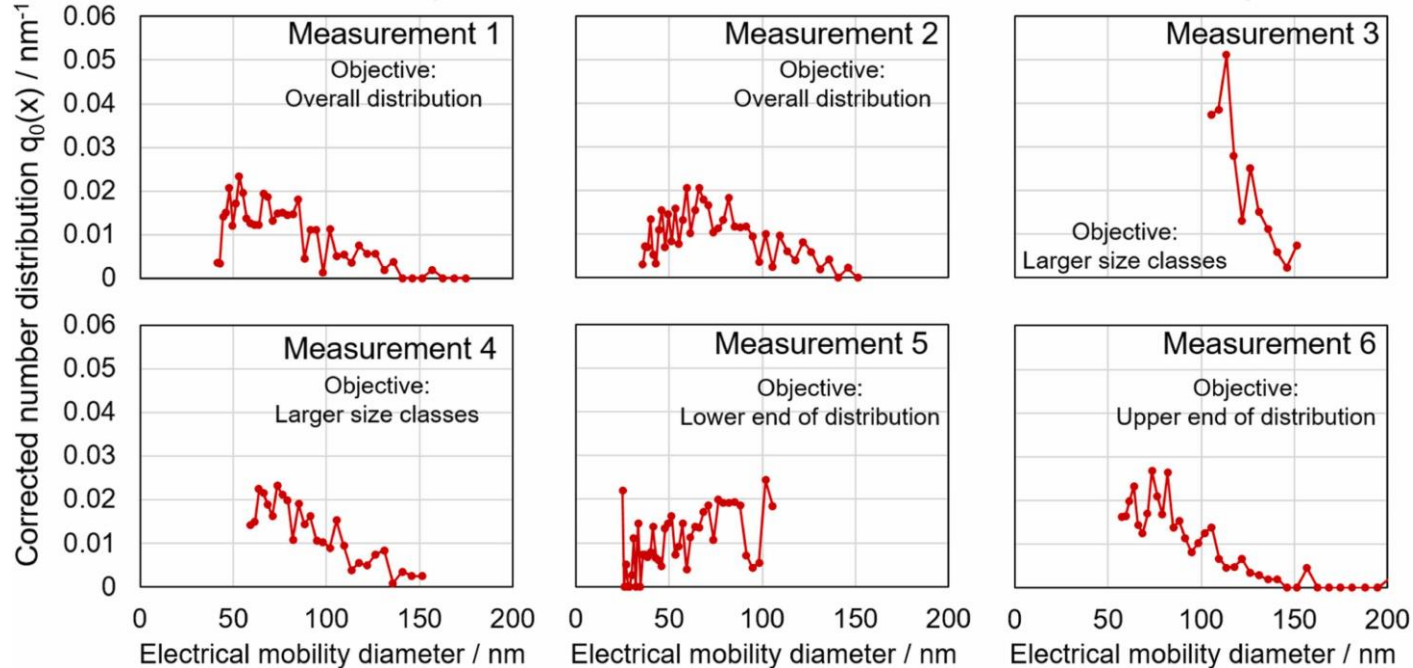 Corrected number distribution q₀(x) / nm⁻¹
0.06
0.05
0.04
0.03
0.02
0.01
0
Measurement 1
Objective:
Overall distribution
Measurement 2
Objective:
Overall distribution
Measurement 3
Objective:
Larger size classes
0.06
0.05
0.04
0.03
0.02
0.01
0
Measurement 4
Objective:
Larger size classes
Measurement 5
Objective:
Lower end of distribution
Measurement 6
Objective:
Upper end of distribution
0 50 100 150 200
0 50 100 150 200
0 50 100 150 200
Electrical mobility diameter / nm
Electrical mobility diameter / nm
Electrical mobility diameter / nm